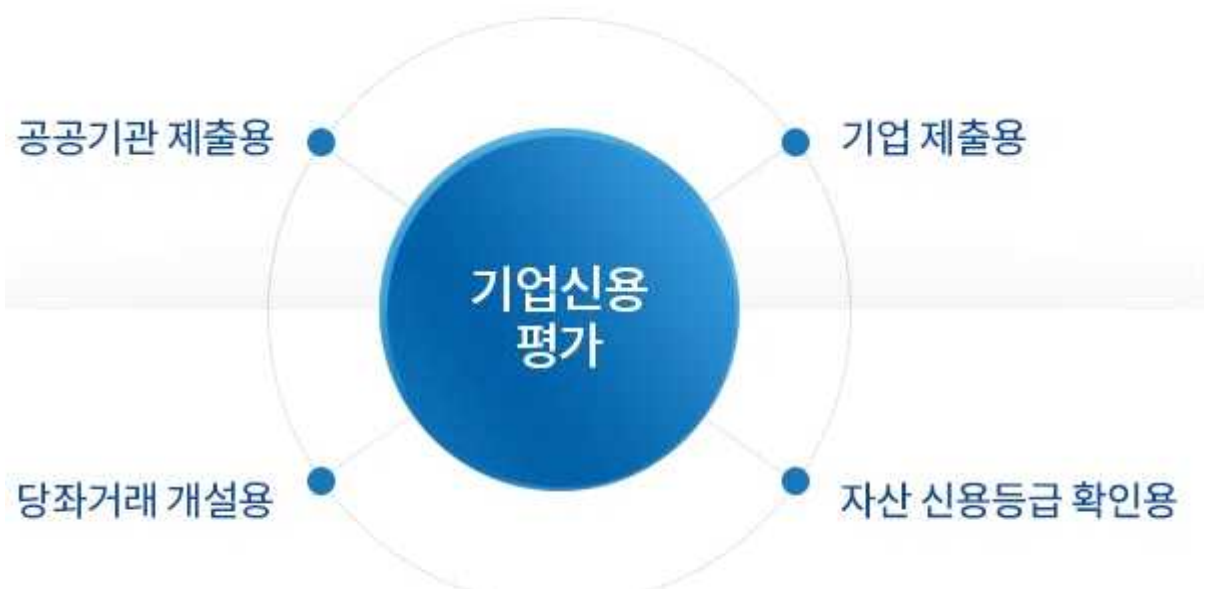 공공기관 제출용
기업 제출용
기업신용
평가
당좌거래 개설용
자산 신용등급 확인용